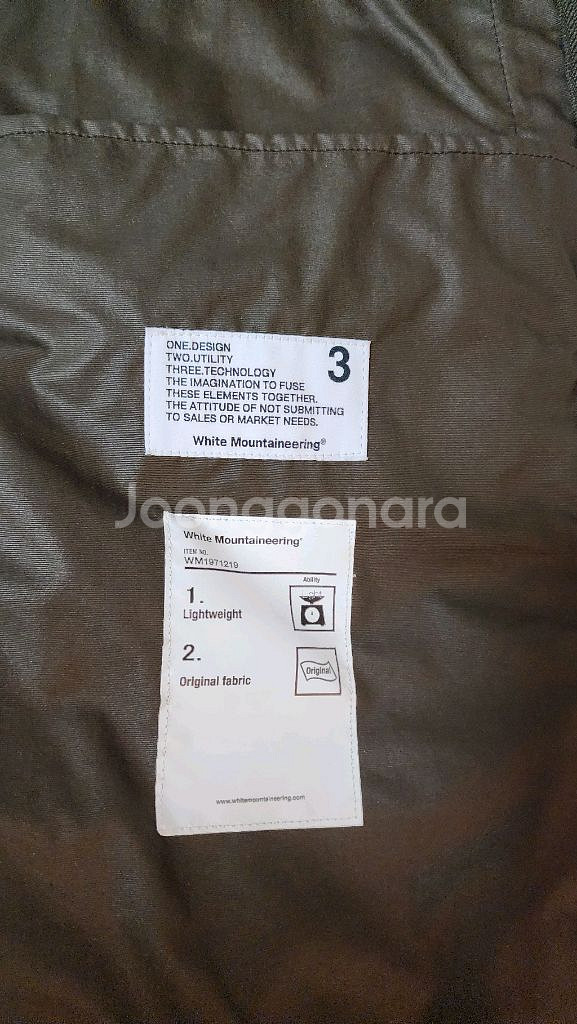 ONE.DESIGN
TWO.UTILITY
THREE.TECHNOLOGY
THE IMAGINATION TO FUSE
THESE ELEMENTS TOGETHER.
THE ATTITUDE OF NOT SUBMITTING
TO SALES OR MARKET NEEDS.
3
White Mountaineering®
Joonggonara
White Mountaineering®
ITEM NO.
WM1971219
Ability
1.
Lightweight
2.
Original fabric
Original
www.whitemountaineering.com